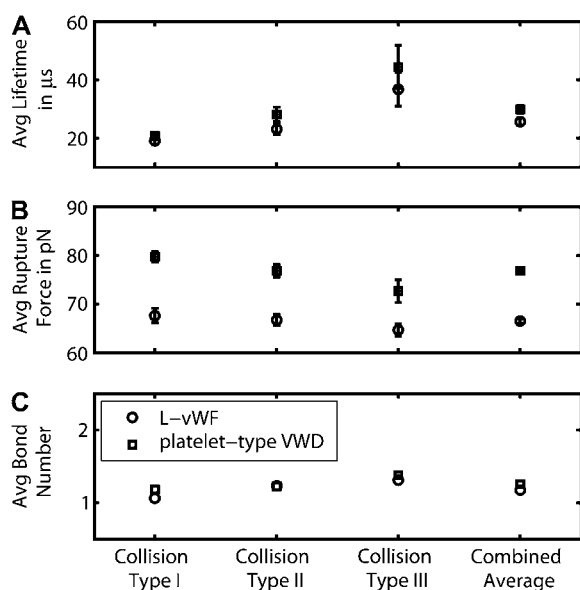 A
Avg Lifetime
in μs
60
40
20
B
Avg Rupture
Force in pN
90
80
70
60
C
Avg Bond
Number
2
1
L-vWF
platelet-type VWD
Collision
Type I
Collision
Type II
Collision
Type III
Combined
Average